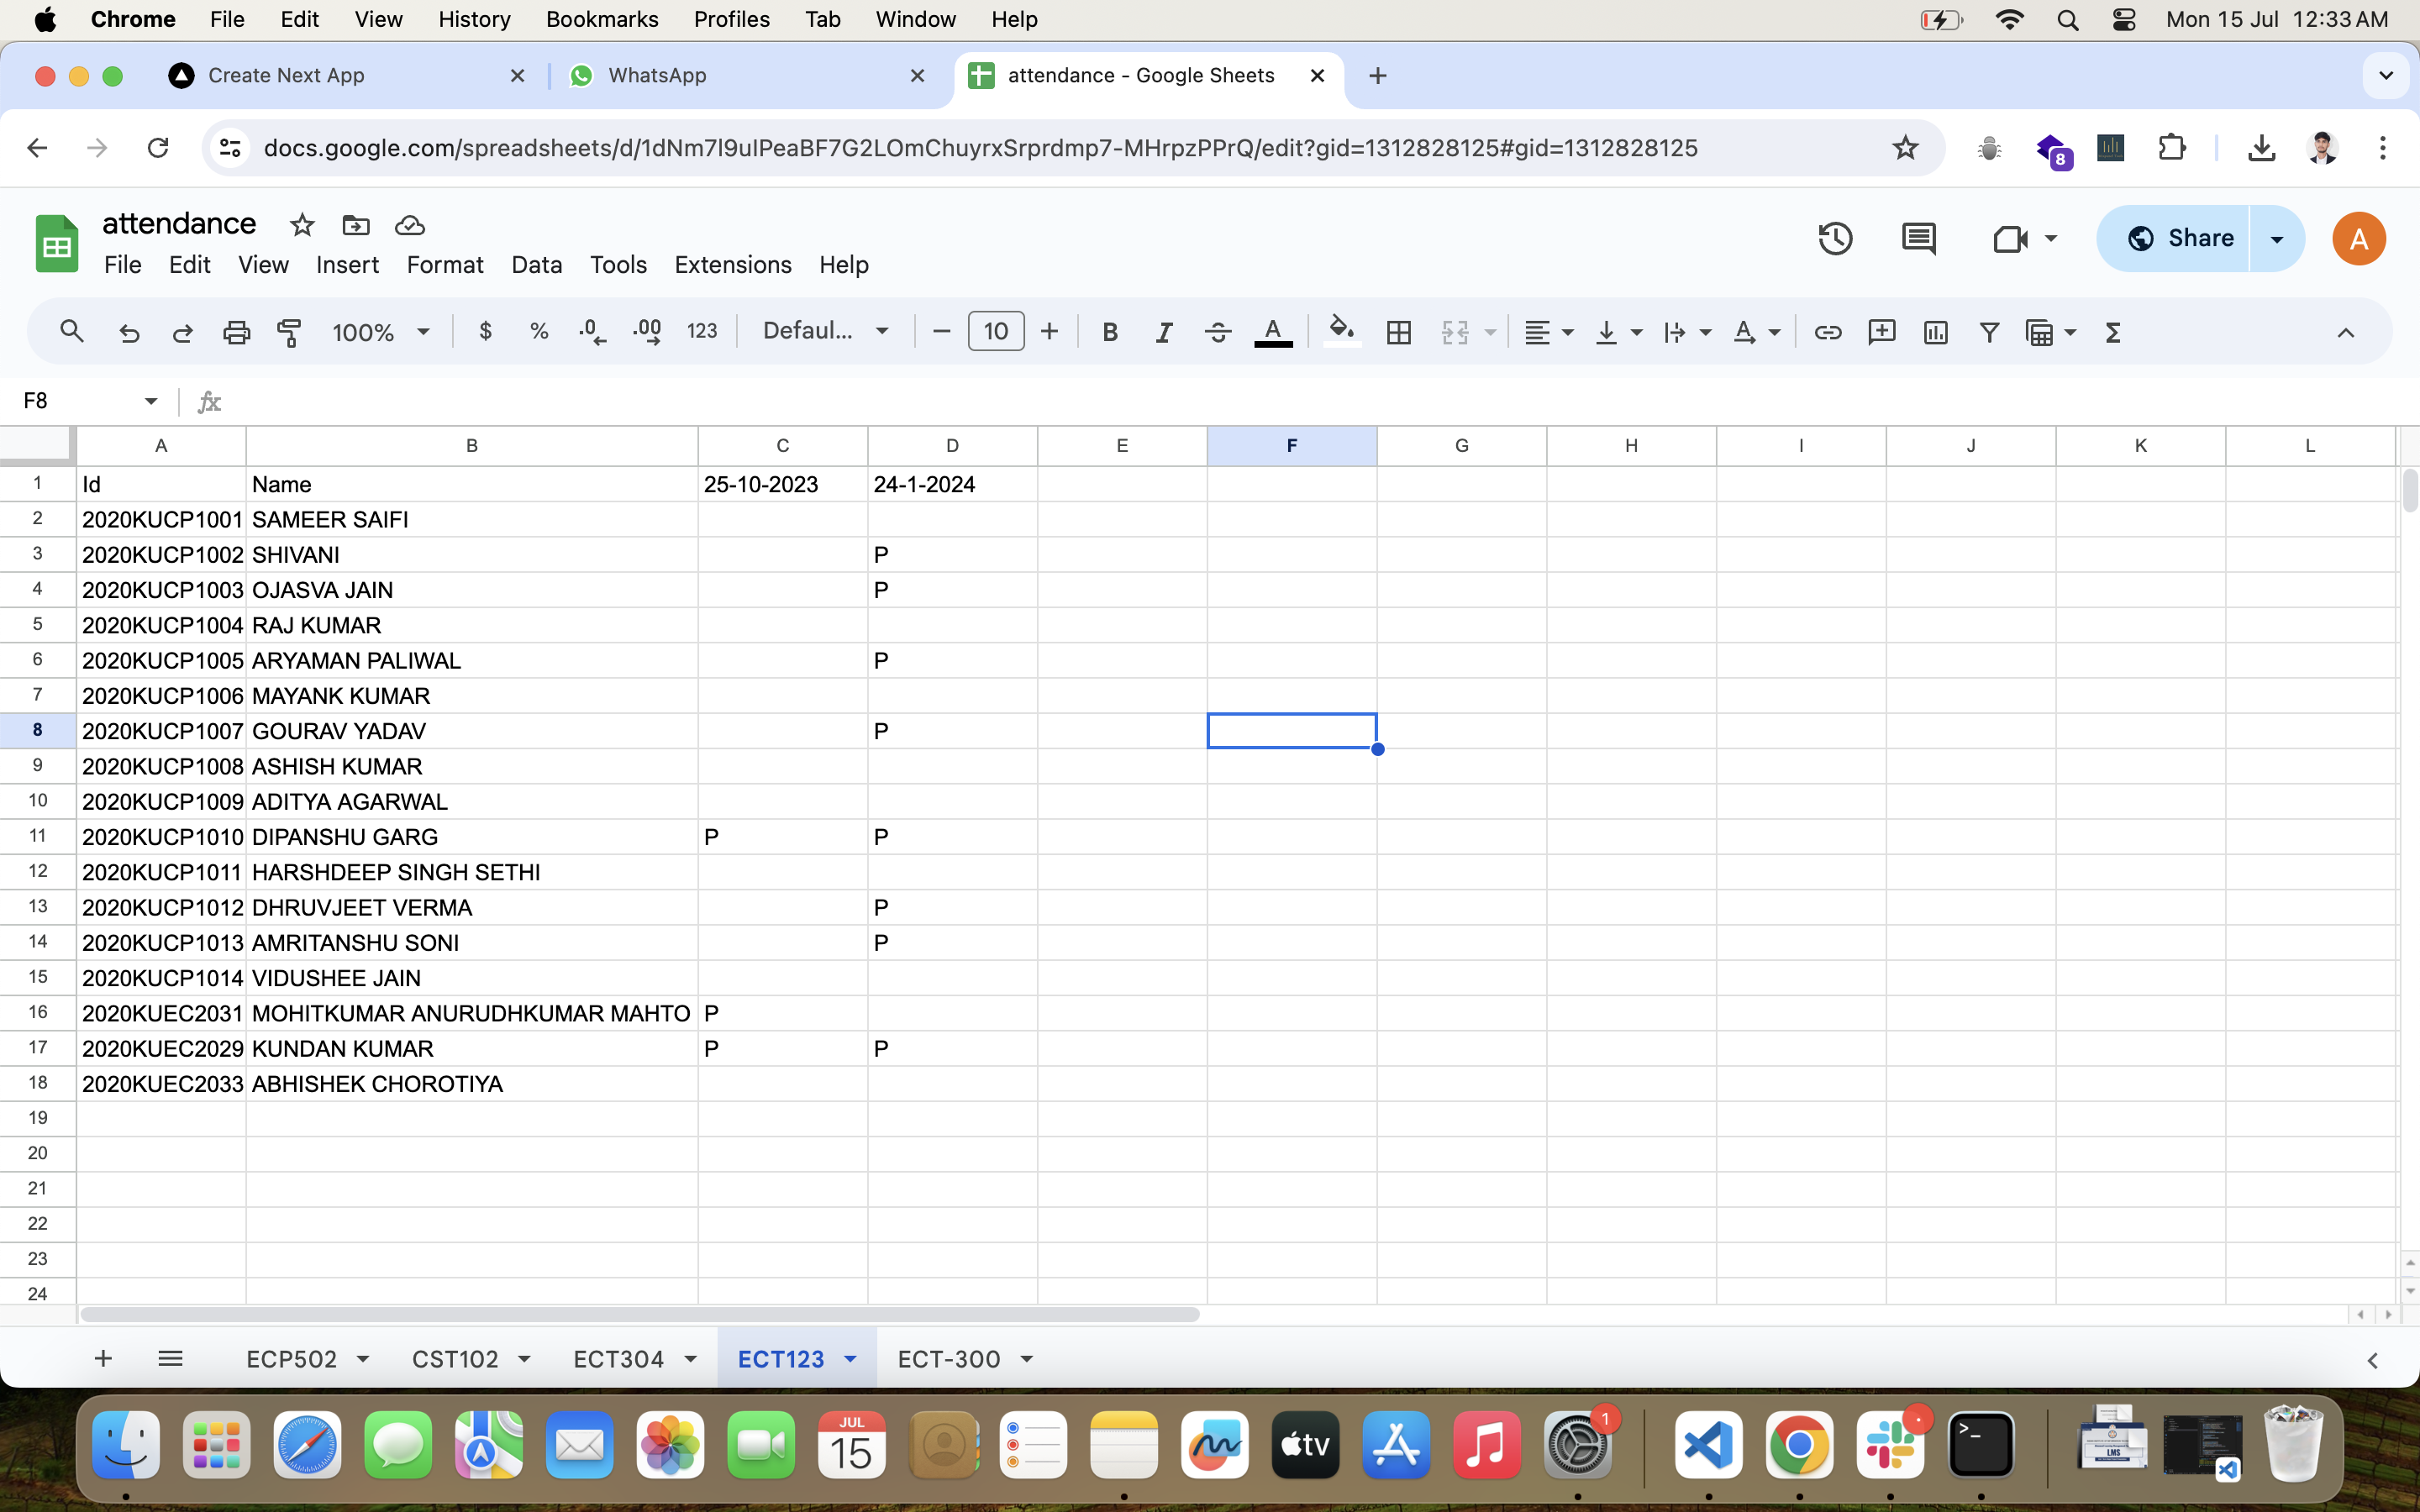 Chrome File Edit View History Bookmarks Profiles Tab Window Help Mon 15 Jul 12:33 AM
Create Next App WhatsApp attendance - Google Sheets
docs.google.com/spreadsheets/d/1dNm7l9uIPeaBF7G2LOmChuyrxSrprdmp7-MHrpzPPrQ/edit?gid=1312828125#gid=1312828125 8
attendance
File Edit View Insert Format Data Tools Extensions Help
Share A
100% $ % .0 .00 123 Defaul... 10 B I A
F8 fx
A B C D E F G H I J K L
1 Id Name 25-10-2023 24-1-2024
2 2020KUCP1001 SAMEER SAIFI
3 2020KUCP1002 SHIVANI P
4 2020KUCP1003 OJASVA JAIN P
5 2020KUCP1004 RAJ KUMAR
6 2020KUCP1005 ARYAMAN PALIWAL P
7 2020KUCP1006 MAYANK KUMAR
8 2020KUCP1007 GOURAV YADAV P
9 2020KUCP1008 ASHISH KUMAR
10 2020KUCP1009 ADITYA AGARWAL
11 2020KUCP1010 DIPANSHU GARG P P
12 2020KUCP1011 HARSHDEEP SINGH SETHI
13 2020KUCP1012 DHRUVJEET VERMA P
14 2020KUCP1013 AMRITANSHU SONI P
15 2020KUCP1014 VIDUSHEE JAIN
16 2020KUEC2031 MOHITKUMAR ANURUDHKUMAR MAHTO P
17 2020KUEC2029 KUNDAN KUMAR P P
18 2020KUEC2033 ABHISHEK CHOROTIYA
19
20
21
22
23
24
ECP502 CST102 ECT304 ECT123 ECT-300
JUL
15
tv
1
LMS